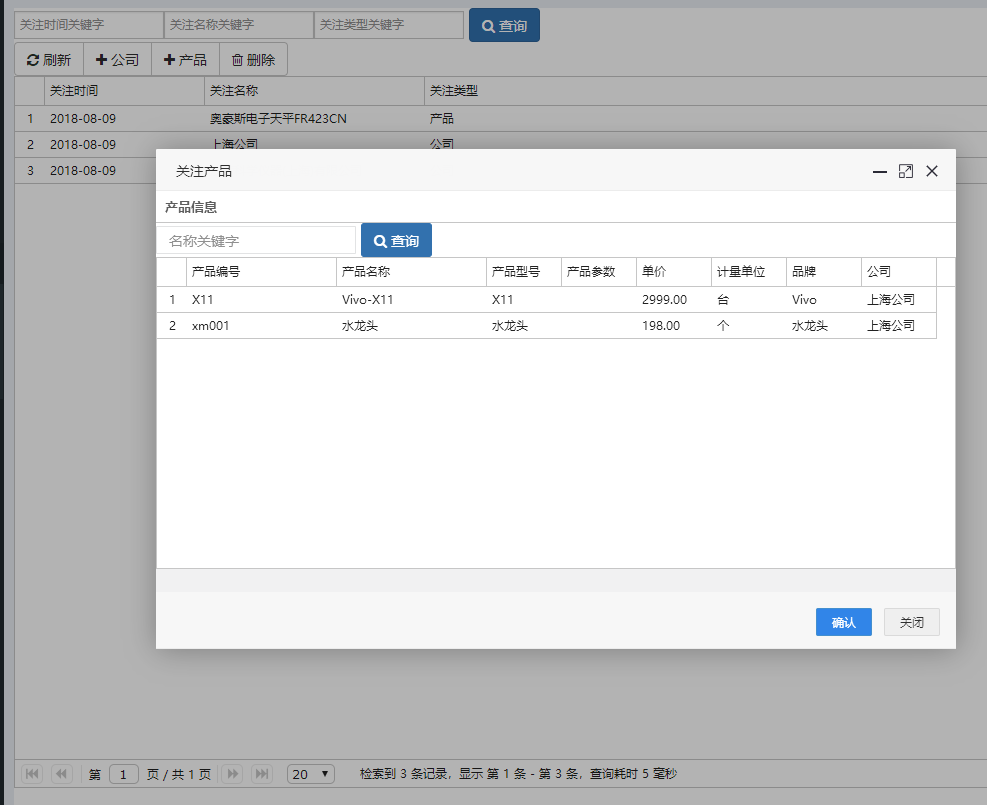 关注时间关键字 关注名称关键字 关注类型关键字 查询
刷新 公司 产品 删除
关注时间 关注名称 关注类型
1 2018-08-09 奥豪斯电子天平FR423CN 产品
2 2018-08-09 上海公司 公司
3 2018-08-09
关注产品
产品信息
名称关键字 查询
产品编号 产品名称 产品型号 产品参数 单价 计量单位 品牌 公司
1 X11 Vivo-X11 X11 2999.00 台 Vivo 上海公司
2 xm001 水龙头 水龙头 198.00 个 水龙头 上海公司
确认 关闭
第 1 页 / 共 1 页 20 检索到 3 条记录，显示 第 1 条 - 第 3 条，查询耗时 5 毫秒